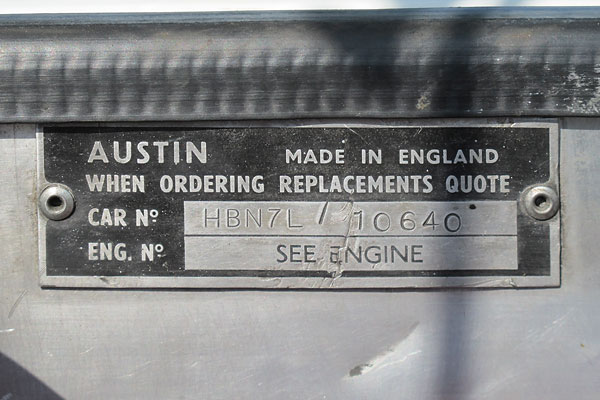 AUSTIN MADE IN ENGLAND
WHEN ORDERING REPLACEMENTS QUOTE
CAR Nº HBN7L / 10640
ENG. Nº SEE ENGINE